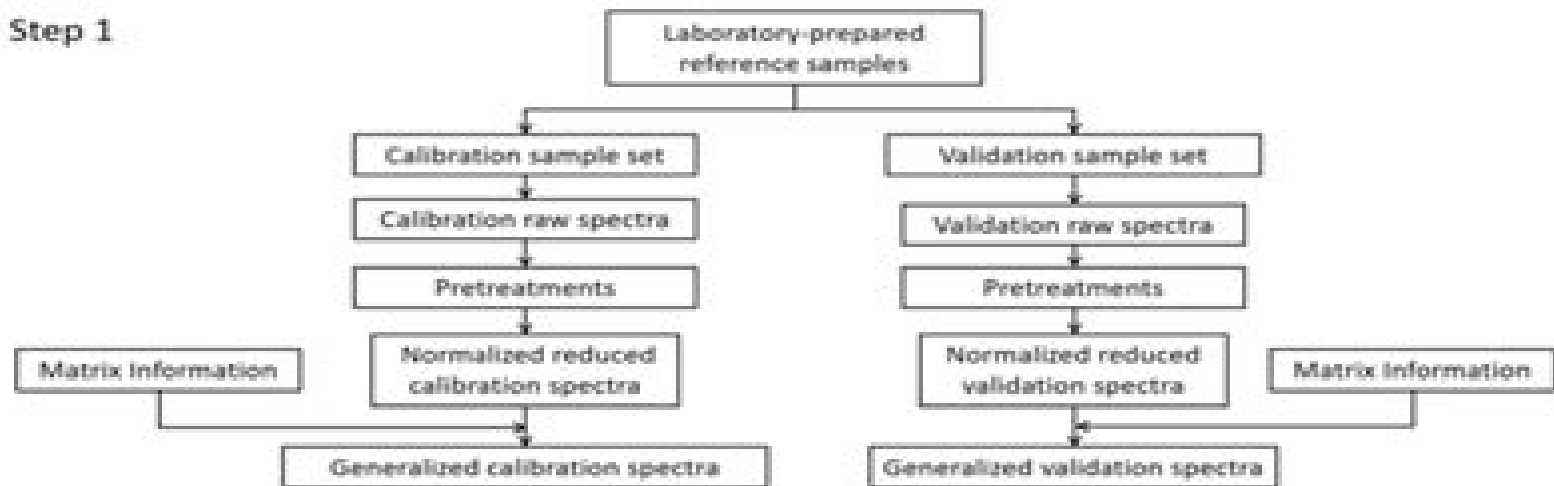 Step 1
Laboratory-prepared
reference samples
Calibration sample set
Validation sample set
Calibration raw spectra
Validation raw spectra
Pretreatments
Pretreatments
Matrix Information
Normalized reduced
calibration spectra
Normalized reduced
validation spectra
Matrix Information
Generalized calibration spectra
Generalized validation spectra